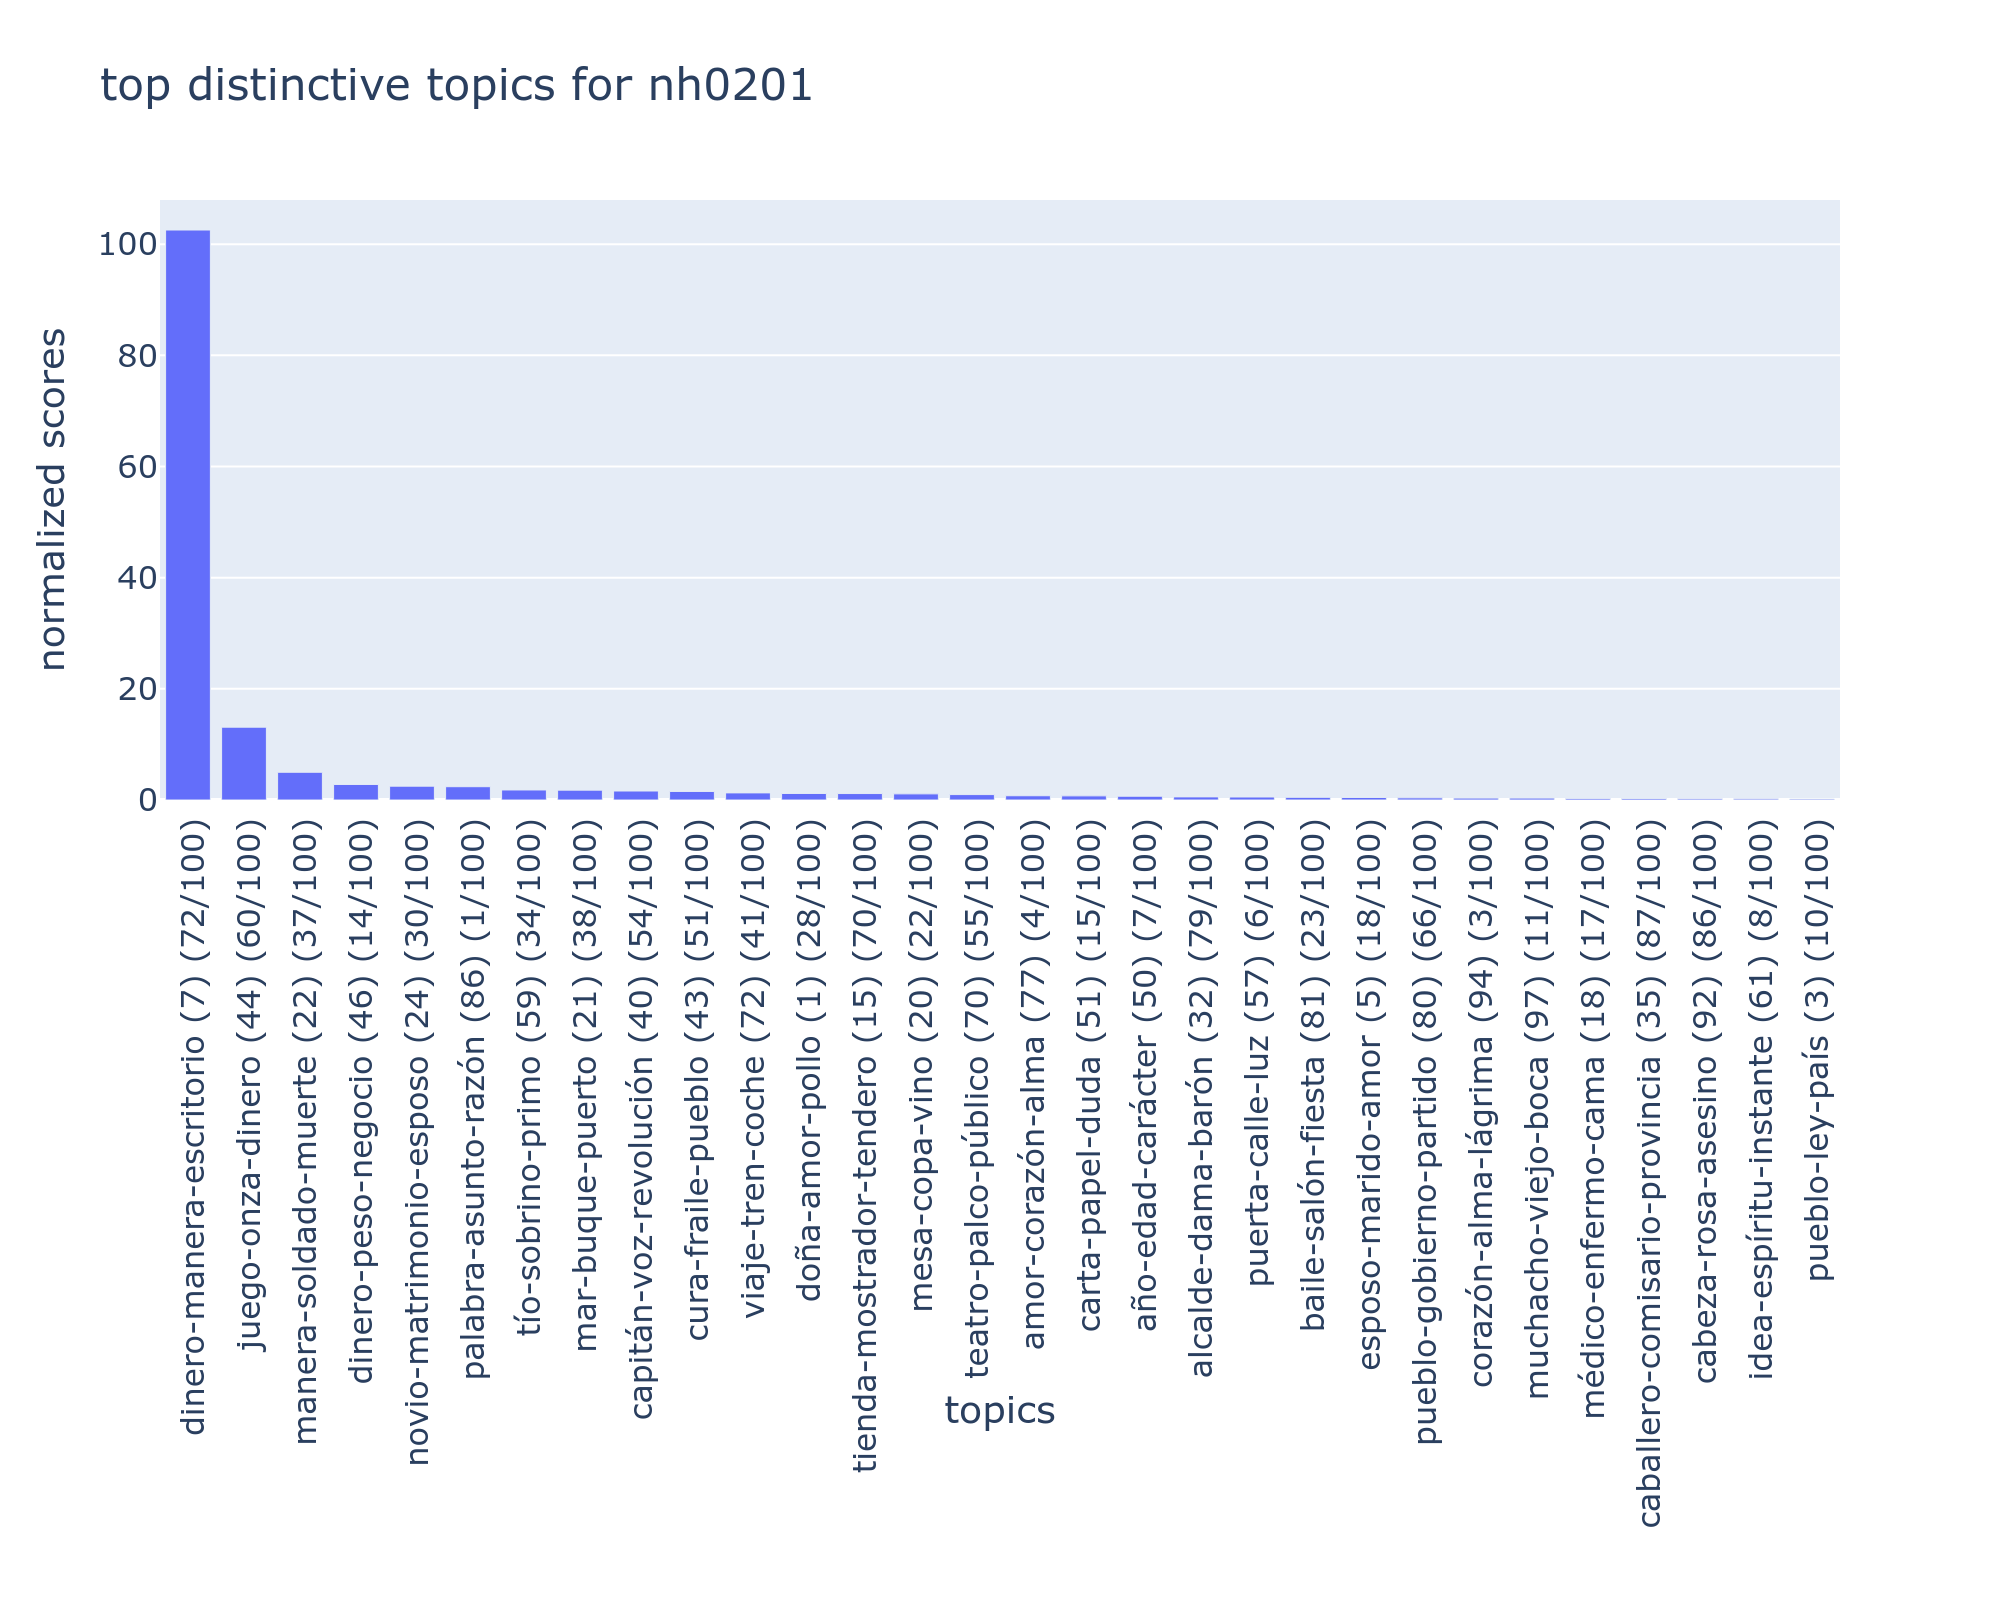 top distinctive topics for nh0201
normalized scores
100
80
60
40
20
0
dinero-manera-escritorio (7) (72/100)
juego-onza-dinero (44) (60/100)
manera-soldado-muerte (22) (37/100)
dinero-peso-negocio (46) (14/100)
novio-matrimonio-esposo (24) (30/100)
palabra-asunto-razón (86) (1/100)
tío-sobrino-primo (59) (34/100)
mar-buque-puerto (21) (38/100)
capitán-voz-revolución (40) (54/100)
cura-fraile-pueblo (43) (51/100)
viaje-tren-coche (72) (41/100)
doña-amor-pollo (1) (28/100)
tienda-mostrador-tendero (15) (70/100)
mesa-copa-vino (20) (22/100)
teatro-palco-público (70) (55/100)
amor-corazón-alma (77) (4/100)
carta-papel-duda (51) (15/100)
año-edad-carácter (50) (7/100)
alcalde-dama-barón (32) (79/100)
puerta-calle-luz (57) (6/100)
baile-salón-fiesta (81) (23/100)
esposo-marido-amor (5) (18/100)
pueblo-gobierno-partido (80) (66/100)
corazón-alma-lágrima (94) (3/100)
muchacho-viejo-boca (97) (11/100)
médico-enfermo-cama (18) (17/100)
caballero-comisario-provincia (35) (87/100)
cabeza-rosa-asesino (92) (86/100)
idea-espíritu-instante (61) (8/100)
pueblo-ley-país (3) (10/100)
topics